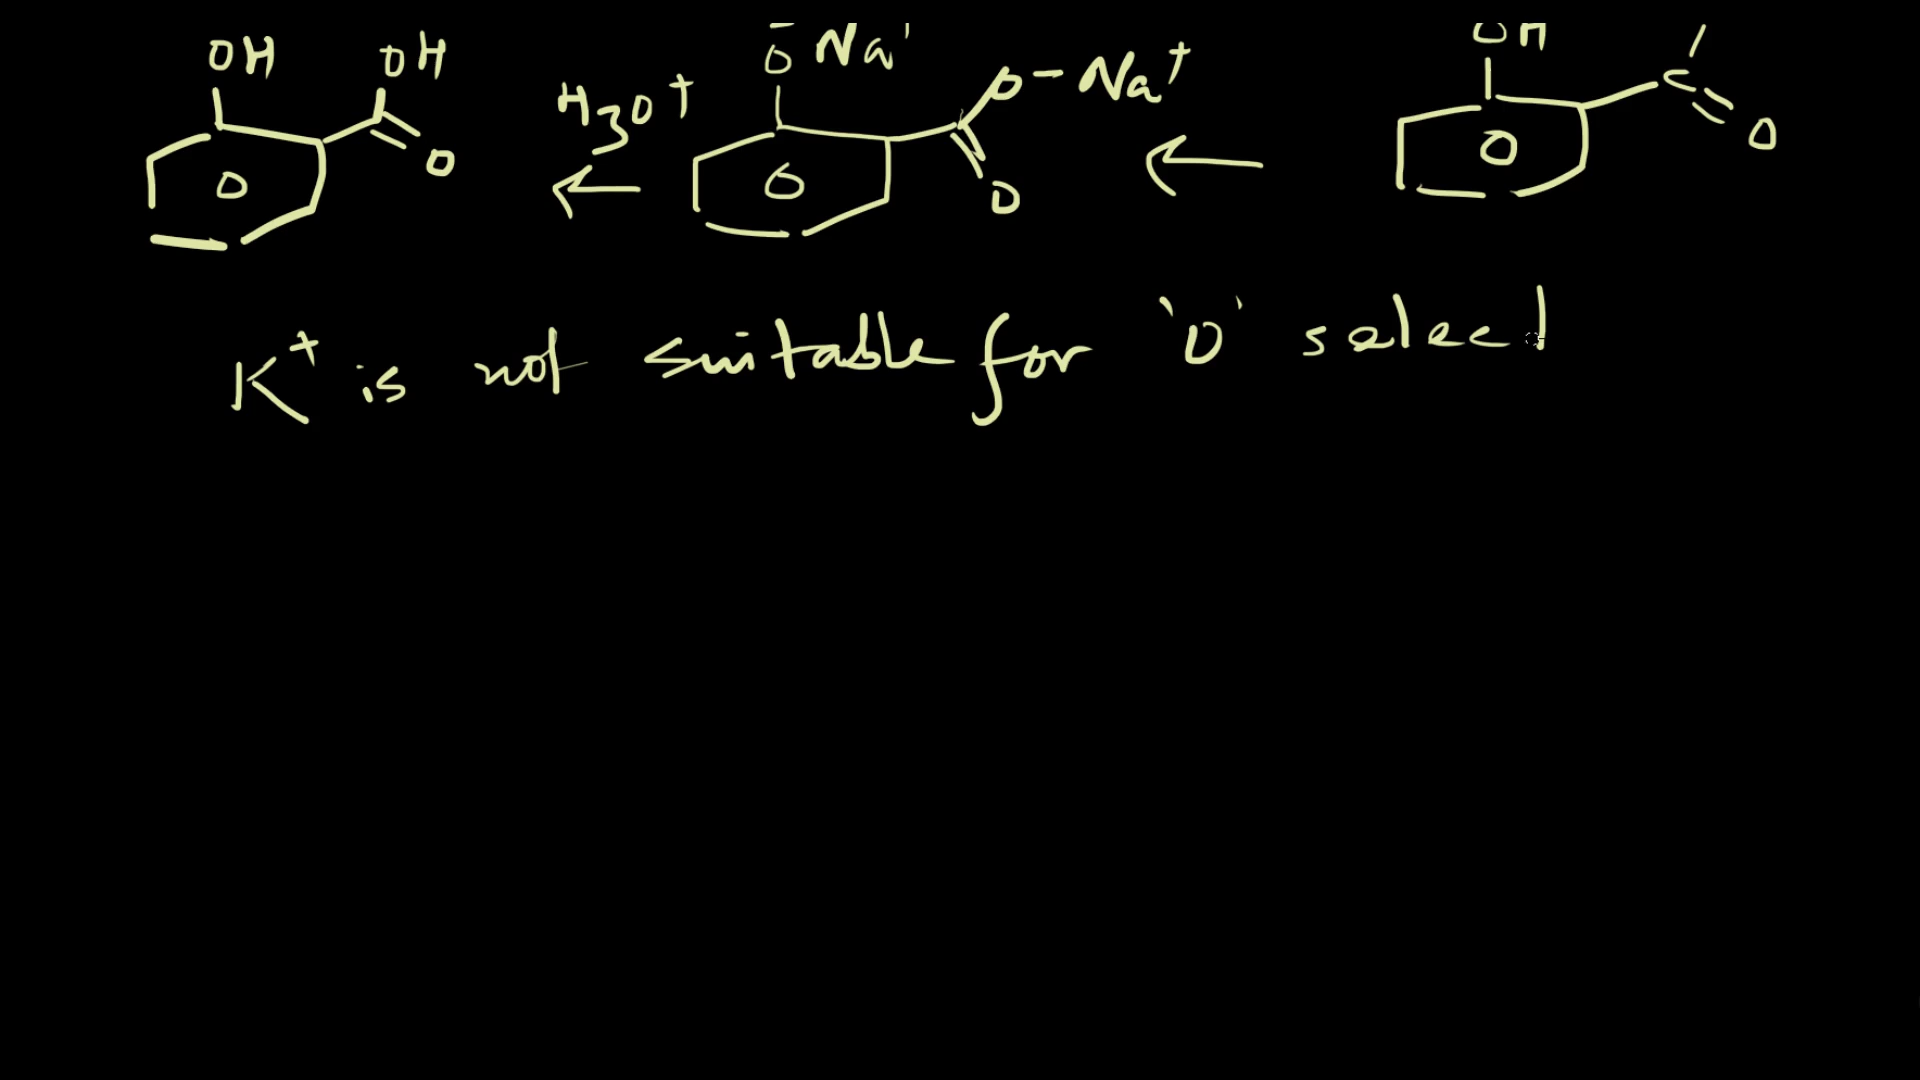 OH OH O⁻ Na⁺ O⁻ Na⁺ OH
O H₃O⁺ O C O
O O O
K⁺ is not suitable for 'O' select